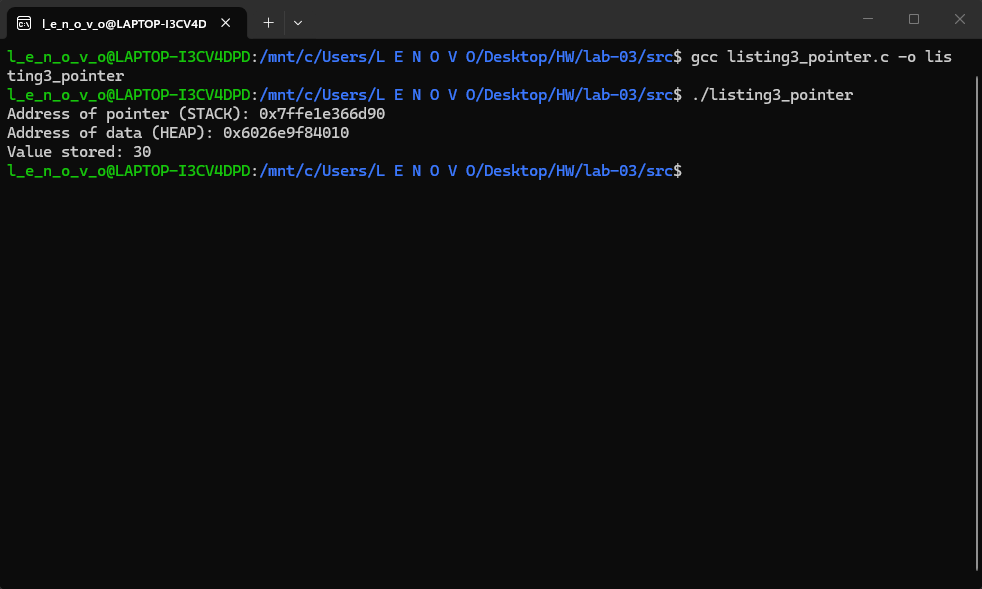 l_e_n_o_v_o@LAPTOP-I3CV4D
l_e_n_o_v_o@LAPTOP-I3CV4DPD:/mnt/c/Users/L E N O V O/Desktop/HW/lab-03/src$ gcc listing3_pointer.c -o lis
ting3_pointer
l_e_n_o_v_o@LAPTOP-I3CV4DPD:/mnt/c/Users/L E N O V O/Desktop/HW/lab-03/src$ ./listing3_pointer
Address of pointer (STACK): 0x7ffe1e366d90
Address of data (HEAP): 0x6026e9f84010
Value stored: 30
l_e_n_o_v_o@LAPTOP-I3CV4DPD:/mnt/c/Users/L E N O V O/Desktop/HW/lab-03/src$